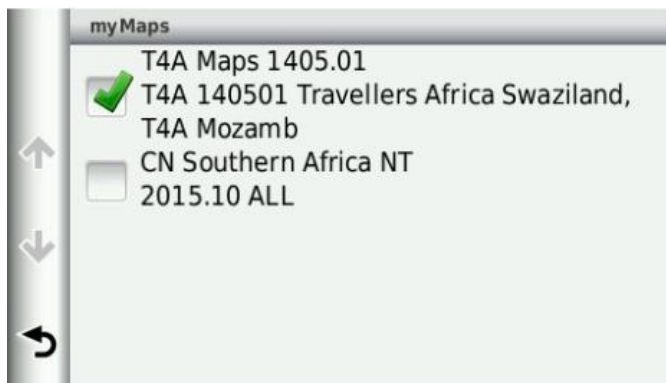 myMaps
T4A Maps 1405.01
T4A 140501 Travellers Africa Swaziland,
T4A Mozamb
CN Southern Africa NT
2015.10 ALL